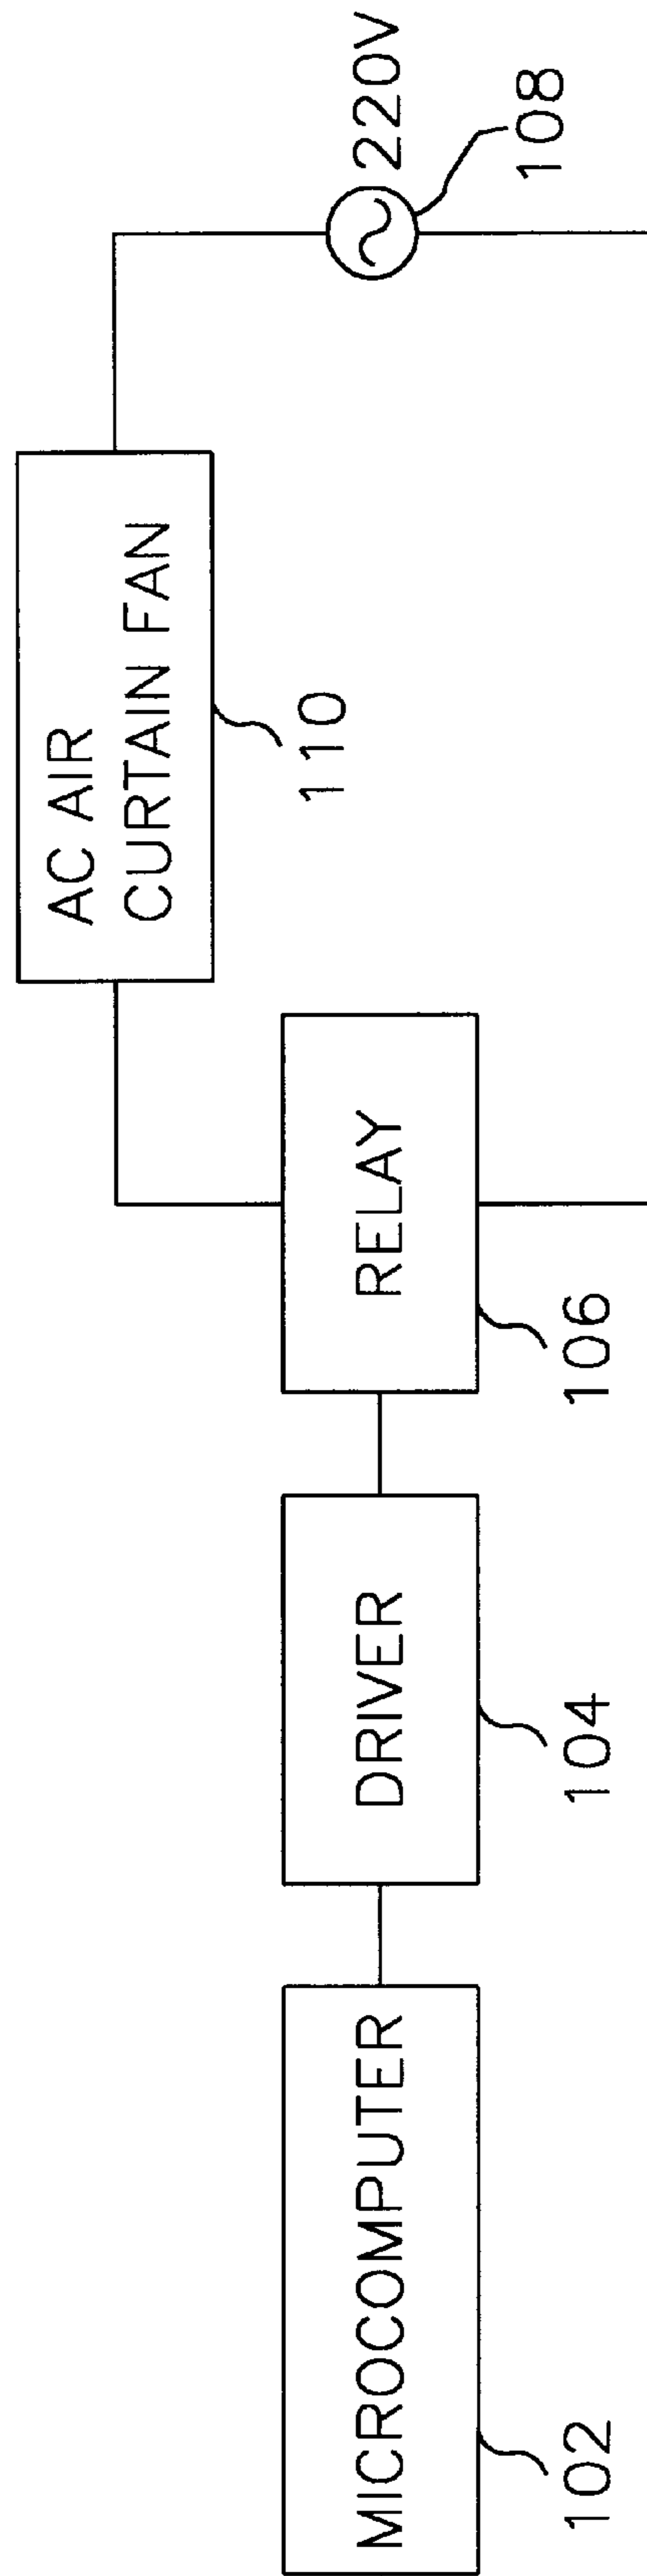 AC AIR
CURTAIN FAN
110
220V
108
MICROCOMPUTER
102
DRIVER
104
RELAY
106